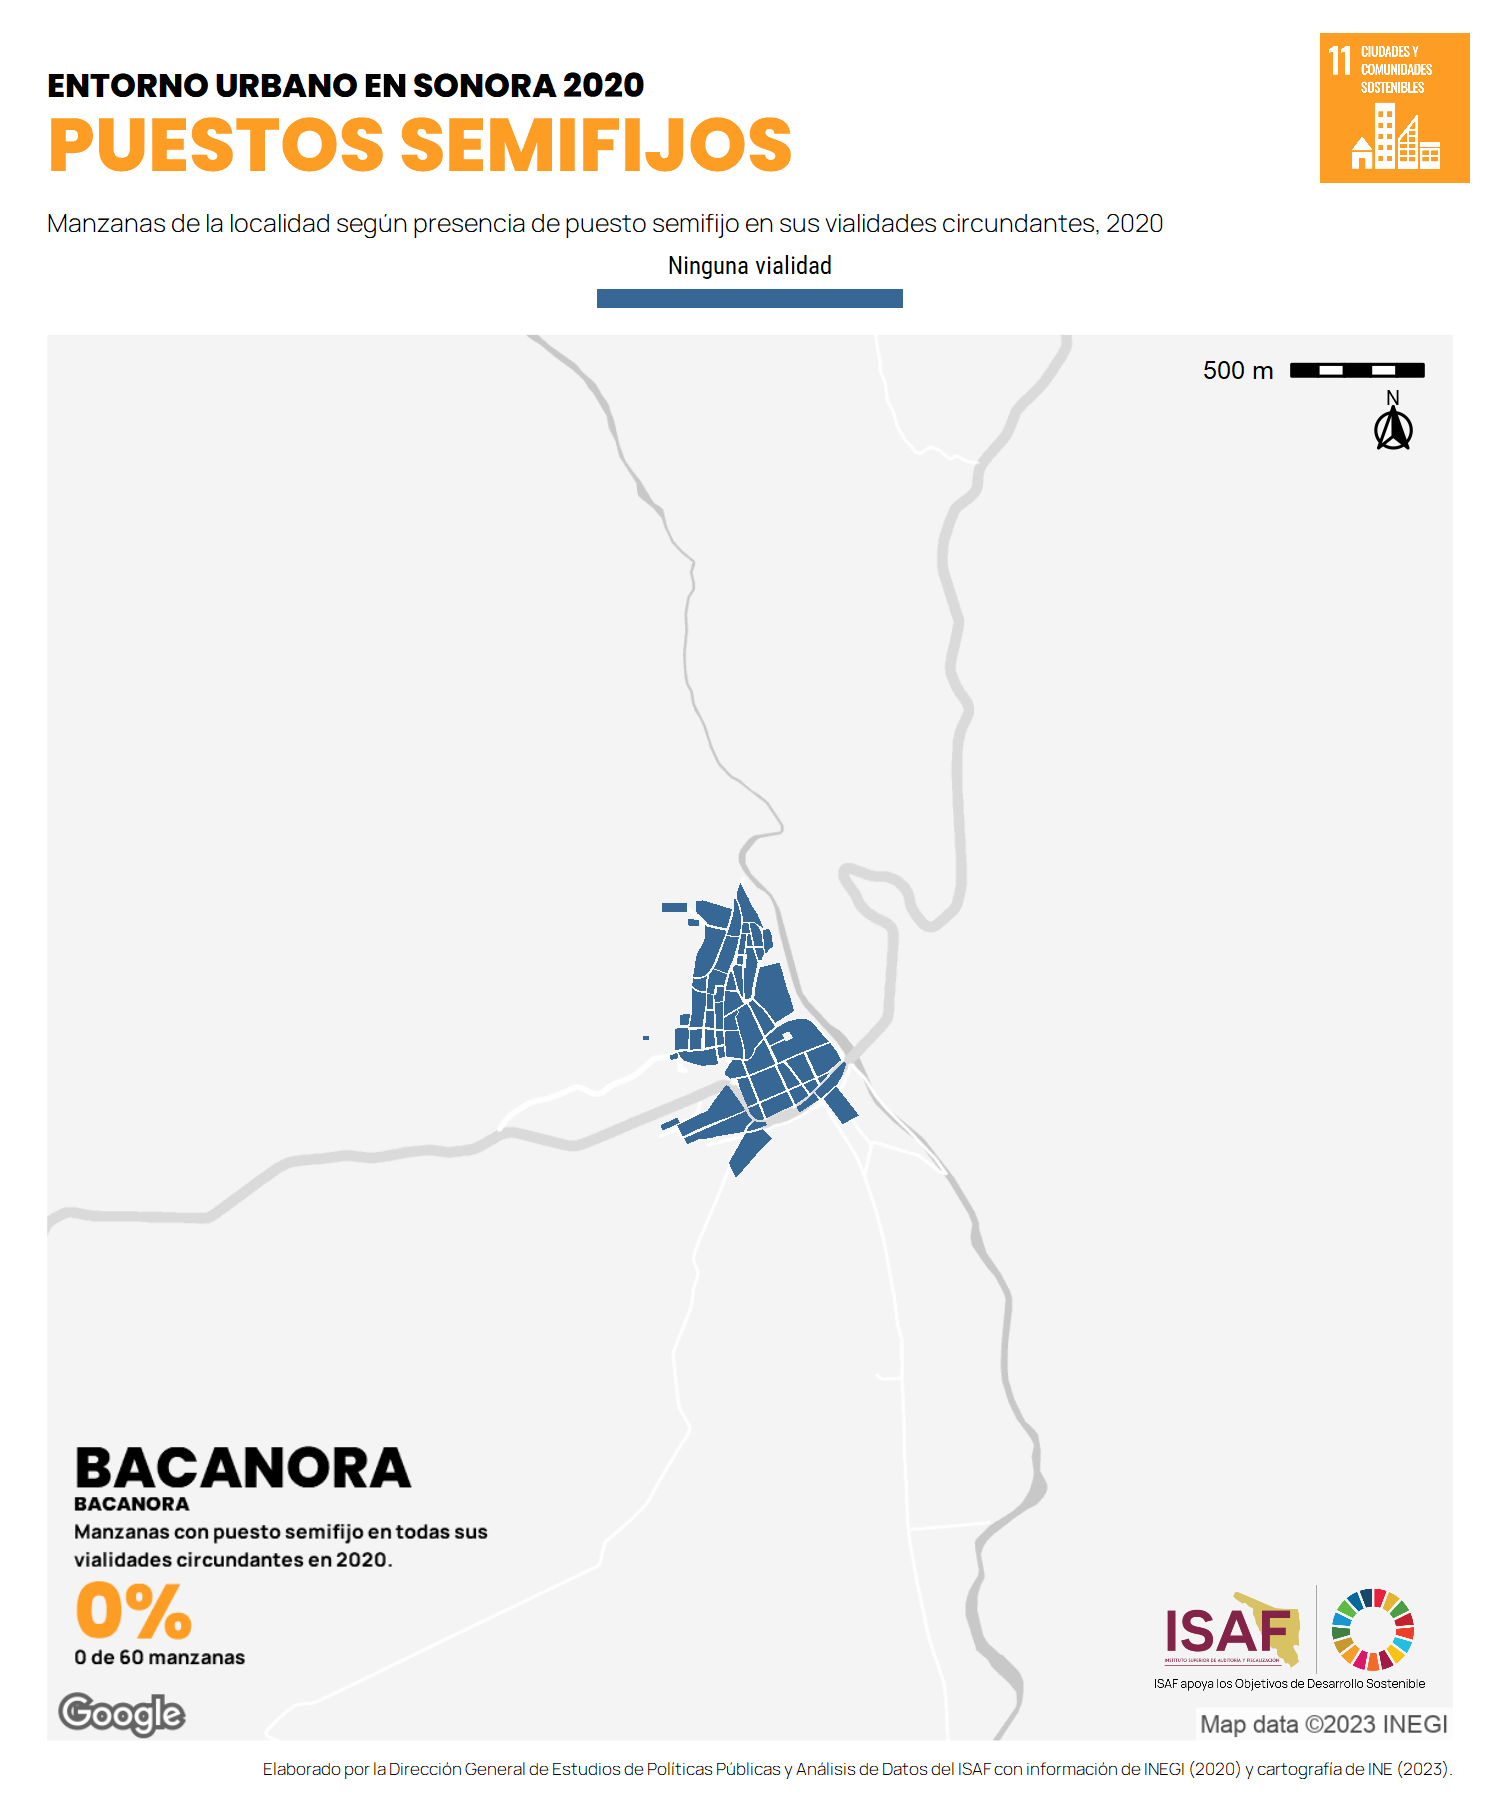 11 CIUDADES Y
COMUNIDADES
SOSTENIBLES
ENTORNO URBANO EN SONORA 2020
PUESTOS SEMIFIJOS
Manzanas de la localidad según presencia de puesto semifijo en sus vialidades circundantes, 2020
Ninguna vialidad
500 m
N
BACANORA
BACANORA
Manzanas con puesto semifijo en todas sus
vialidades circundantes en 2020.
0%
0 de 60 manzanas
ISAF
INSTITUTO SUPERIOR DE AUDITORÍA Y FISCALIZACIÓN
ISAF apoya los Objetivos de Desarrollo Sostenible
Google
Map data ©2023 INEGI
Elaborado por la Dirección General de Estudios de Políticas Públicas y Análisis de Datos del ISAF con información de INEGI (2020) y cartografía de INE (2023).